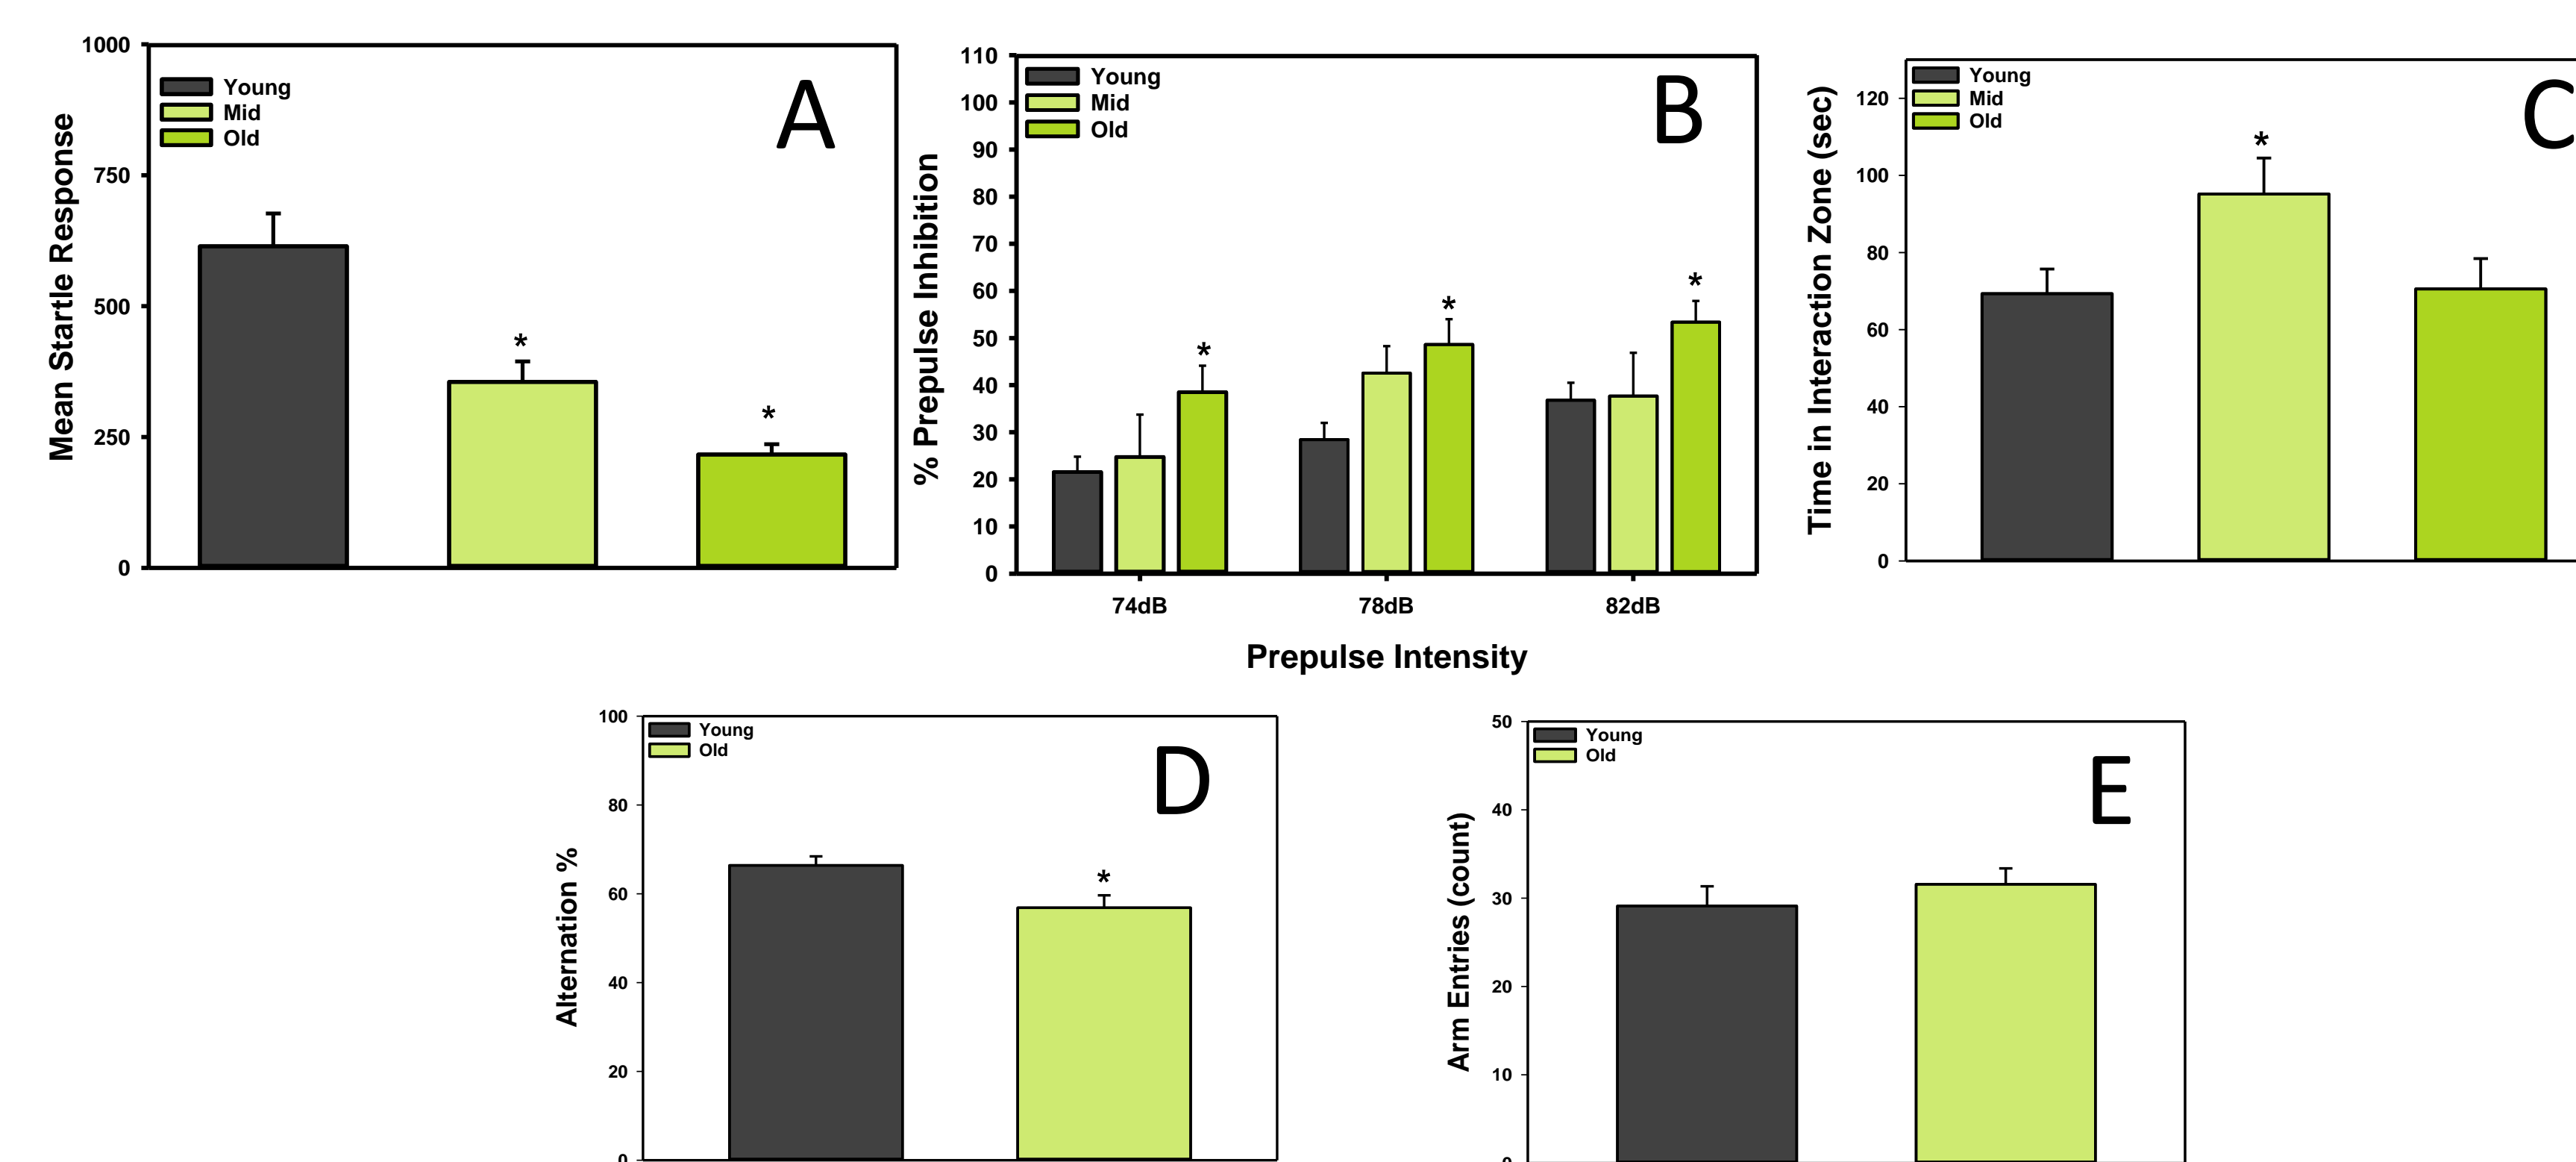 A
Mean Startle Response
1000
750
500
250
0
Young
Mid
Old
*
*
B
% Prepulse Inhibition
110
100
90
80
70
60
50
40
30
20
10
0
Young
Mid
Old
*
*
*
74dB
78dB
82dB
Prepulse Intensity
C
Time in Interaction Zone (sec)
120
100
80
60
40
20
0
Young
Mid
Old
*
D
Alternation %
100
80
60
40
20
0
Young
Old
*
E
Arm Entries (count)
50
40
30
20
10
0
Young
Old